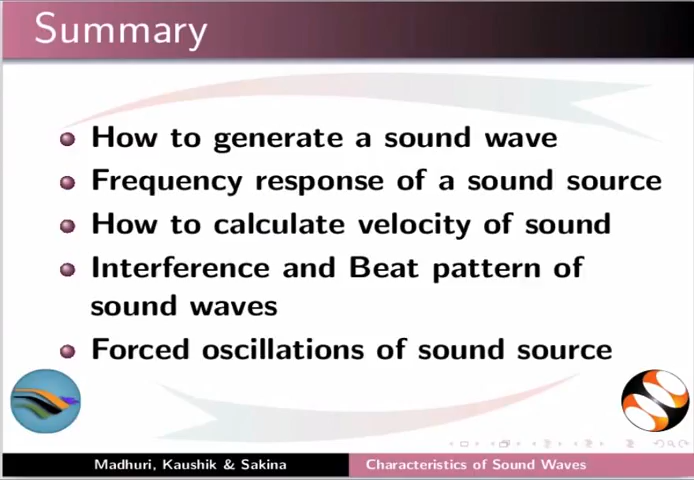 Summary
How to generate a sound wave
Frequency response of a sound source
How to calculate velocity of sound
Interference and Beat pattern of
sound waves
Forced oscillations of sound source
Madhuri, Kaushik & Sakina
Characteristics of Sound Waves